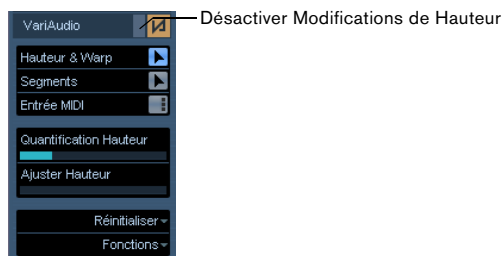 VariAudio
Désactiver Modifications de Hauteur
Hauteur & Warp
Segments
Entrée MIDI
Quantification Hauteur
Ajuster Hauteur
Réinitialiser
Fonctions